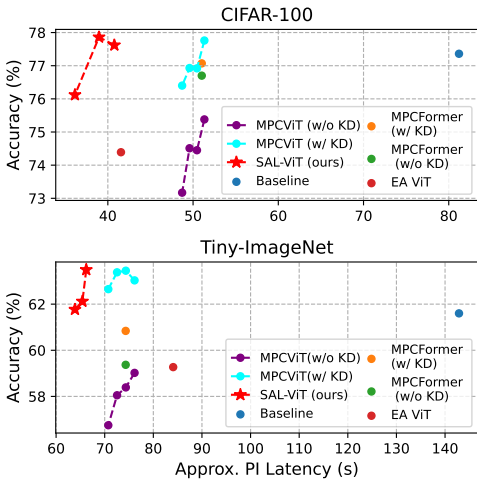 CIFAR-100
Accuracy (%)
78
77
76
75
74
73
40
50
60
70
80
MPCViT (w/o KD)
MPCViT (w/ KD)
SAL-ViT (ours)
Baseline
MPCFormer
(w/ KD)
MPCFormer
(w/o KD)
EA ViT
Tiny-ImageNet
Accuracy (%)
62
60
58
60
70
80
90
100
110
120
130
140
MPCViT(w/o KD)
MPCViT(w/ KD)
SAL-ViT (ours)
Baseline
MPCFormer
(w/ KD)
MPCFormer
(w/o KD)
EA ViT
Approx. PI Latency (s)